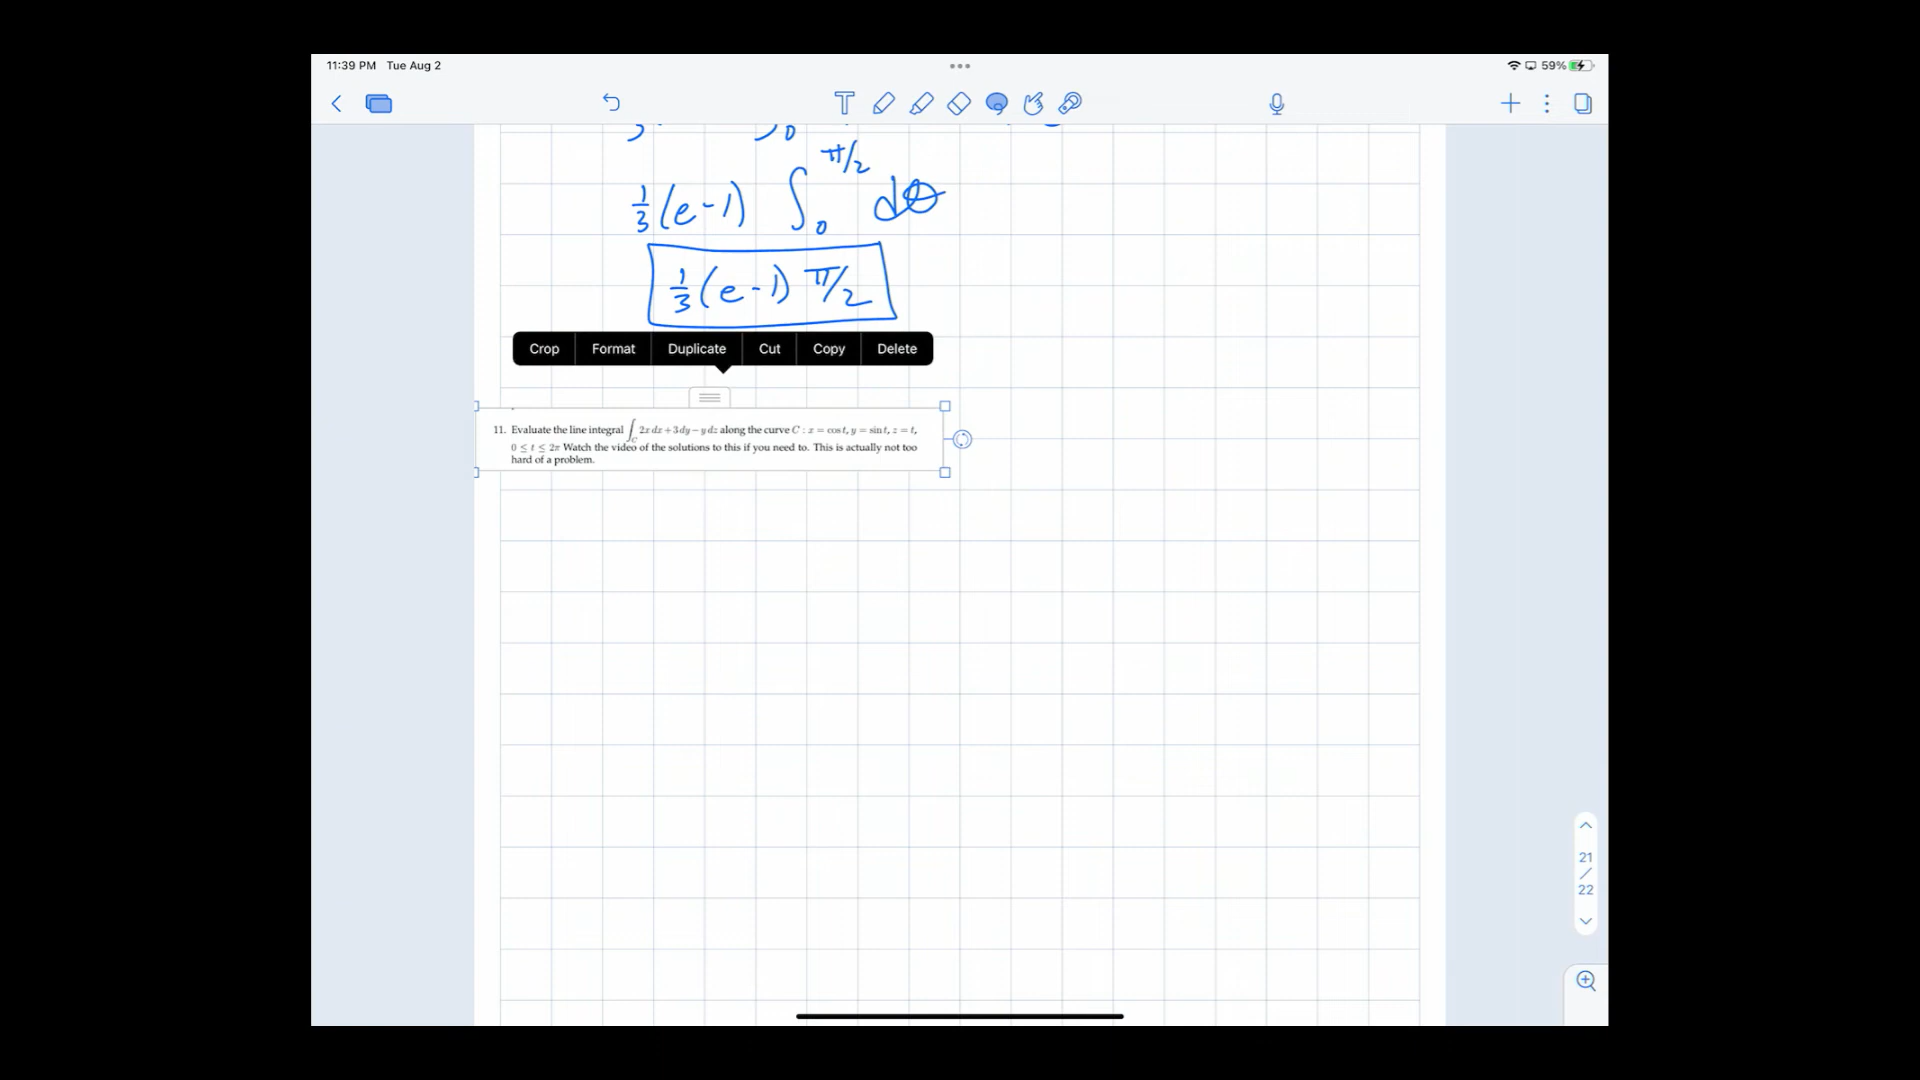 11:39 PM Tue Aug 2
59%
T
π/2
1/3 (e-1) ∫ dθ
0
1/3 (e-1) π/2
Crop Format Duplicate Cut Copy Delete
11. Evaluate the line integral ∫_C 2x dx + 3 dy − y dz along the curve C : x = cos t, y = sin t, z = t,
0 ≤ t ≤ 2π Watch the video of the solutions to this if you need to. This is actually not too
hard of a problem.
21
/
22